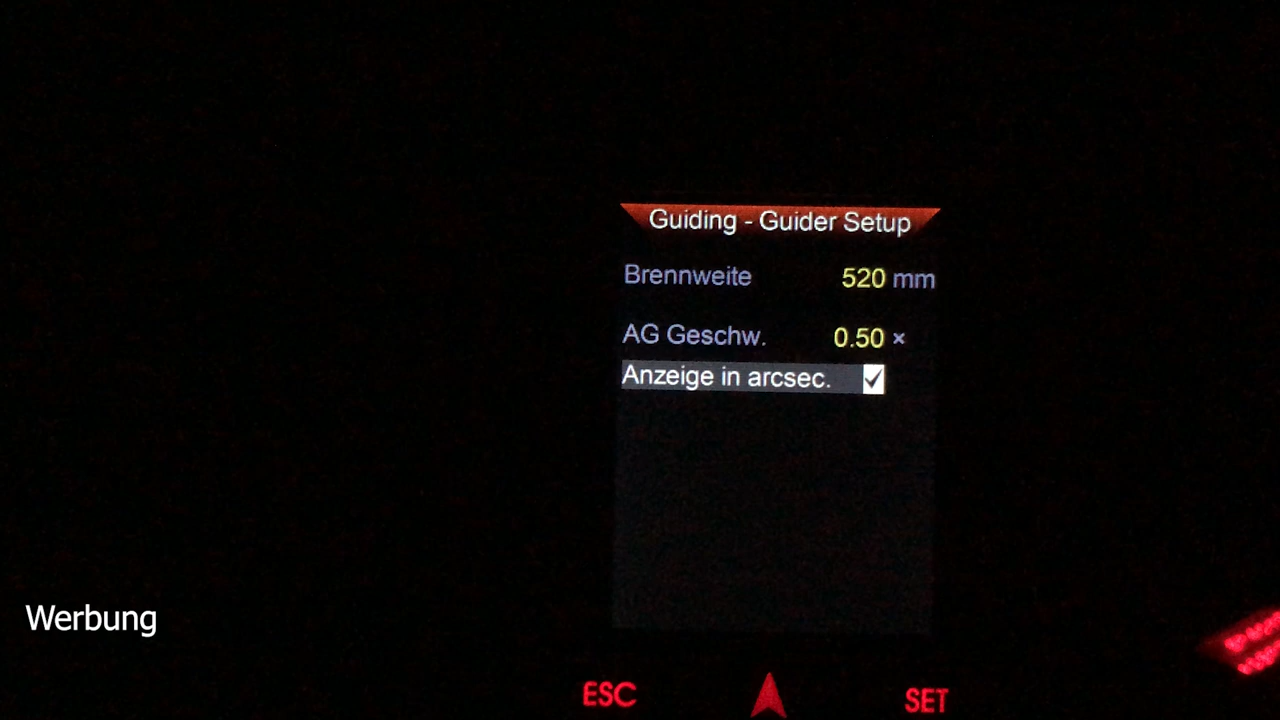 Guiding - Guider Setup
Brennweite 520 mm
AG Geschw. 0.50 ×
Anzeige in arcsec.
Werbung
ESC SET